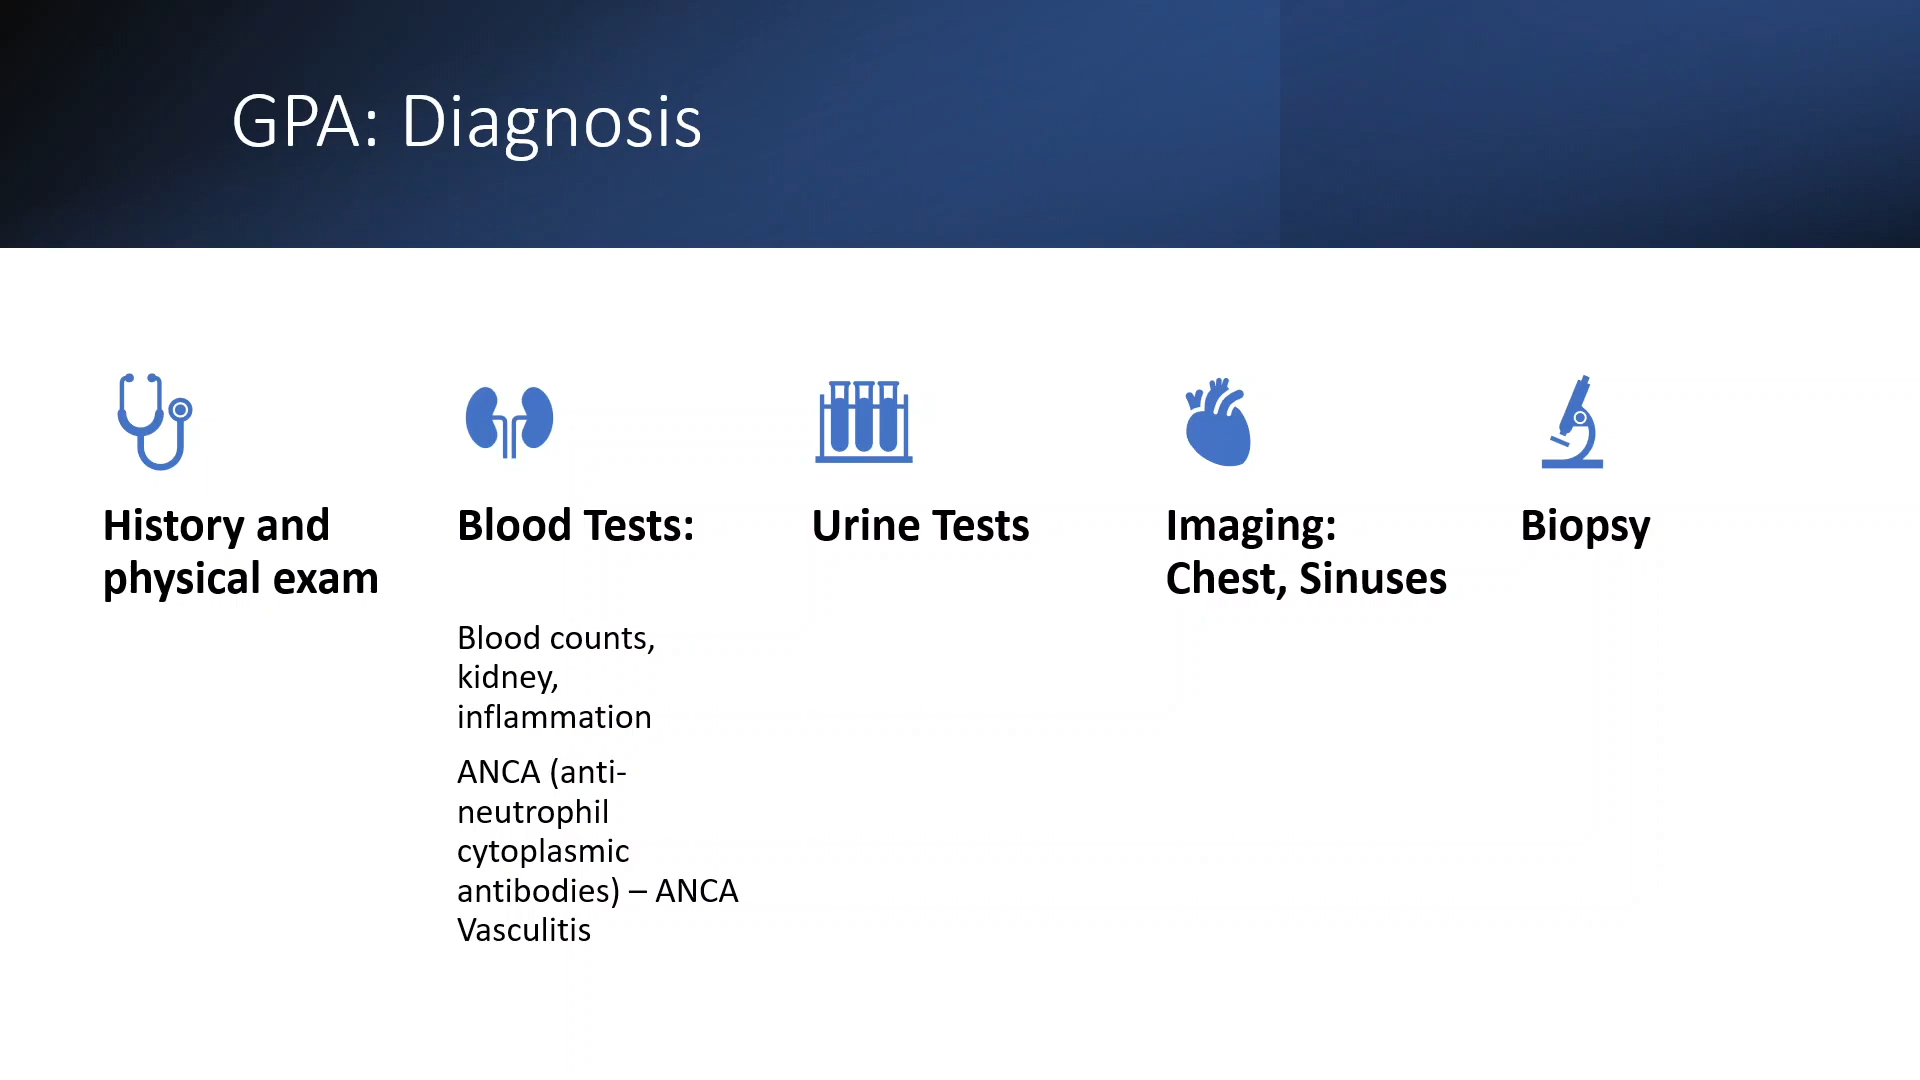 GPA: Diagnosis
History and
physical exam
Blood Tests:
Blood counts,
kidney,
inflammation
ANCA (anti-
neutrophil
cytoplasmic
antibodies) – ANCA
Vasculitis
Urine Tests
Imaging:
Chest, Sinuses
Biopsy